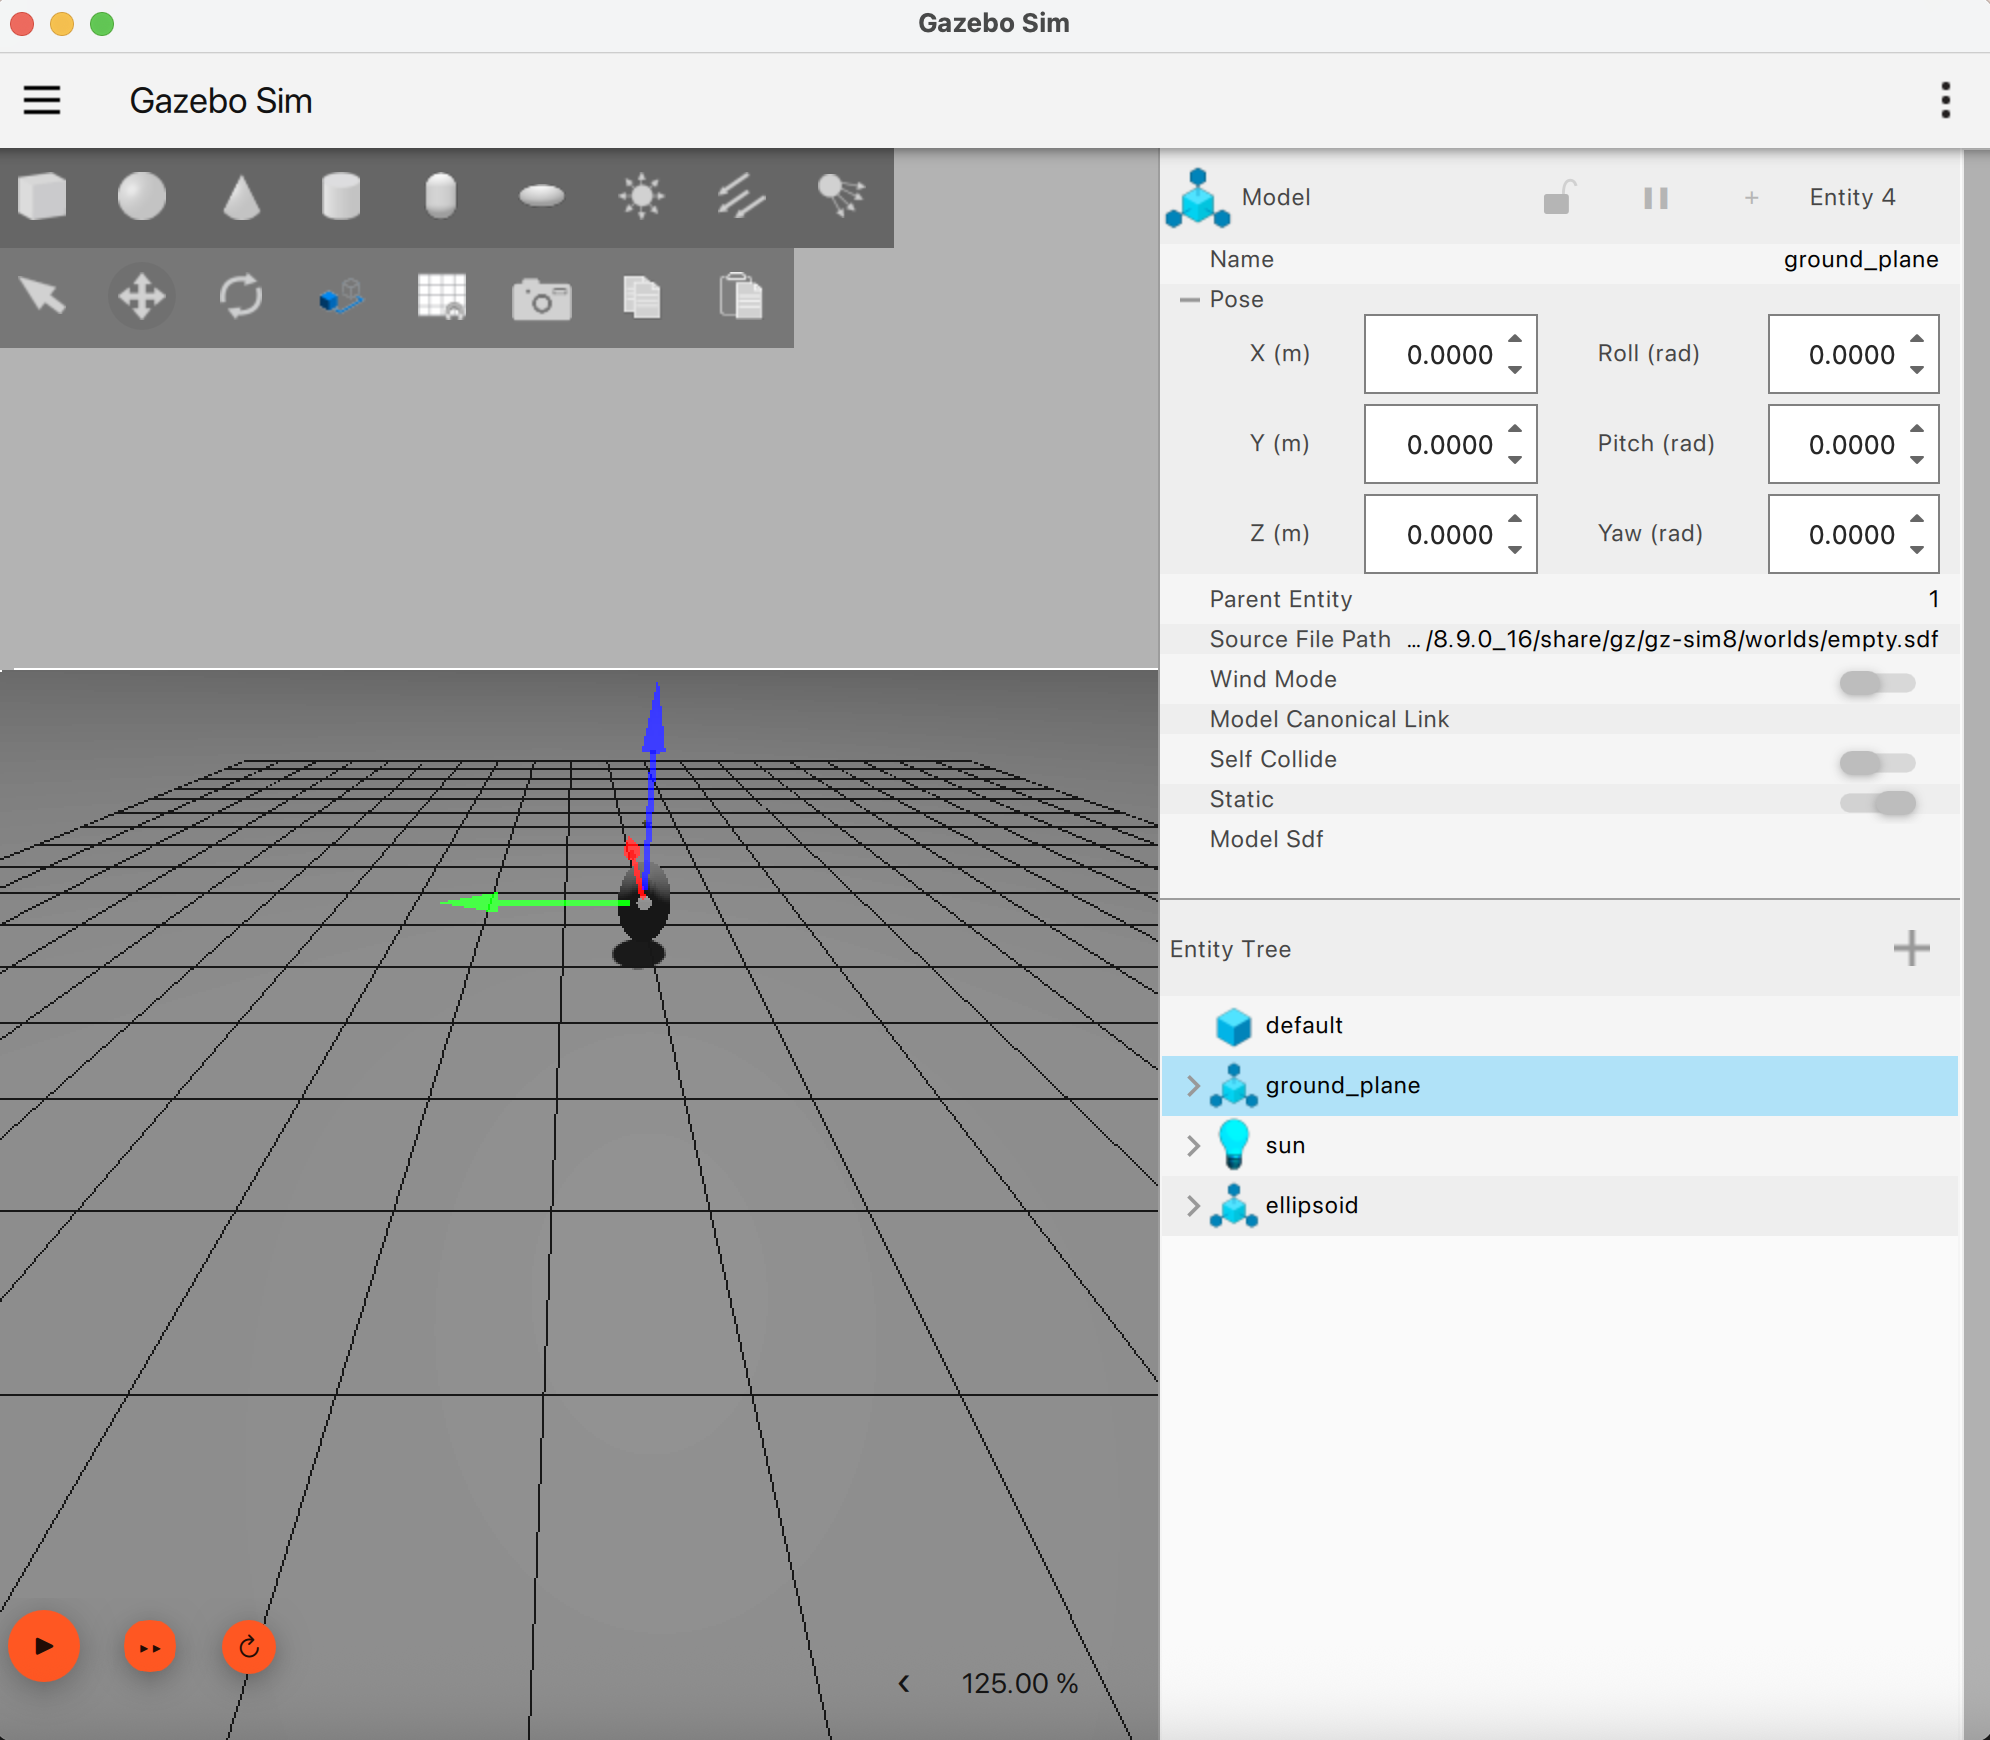 Gazebo Sim
Gazebo Sim
Model
+ Entity 4
Name ground_plane
Pose
X (m) 0.0000 Roll (rad) 0.0000
Y (m) 0.0000 Pitch (rad) 0.0000
Z (m) 0.0000 Yaw (rad) 0.0000
Parent Entity 1
Source File Path ... /8.9.0_16/share/gz/gz-sim8/worlds/empty.sdf
Wind Mode
Model Canonical Link
Self Collide
Static
Model Sdf
Entity Tree
default
ground_plane
sun
ellipsoid
125.00 %